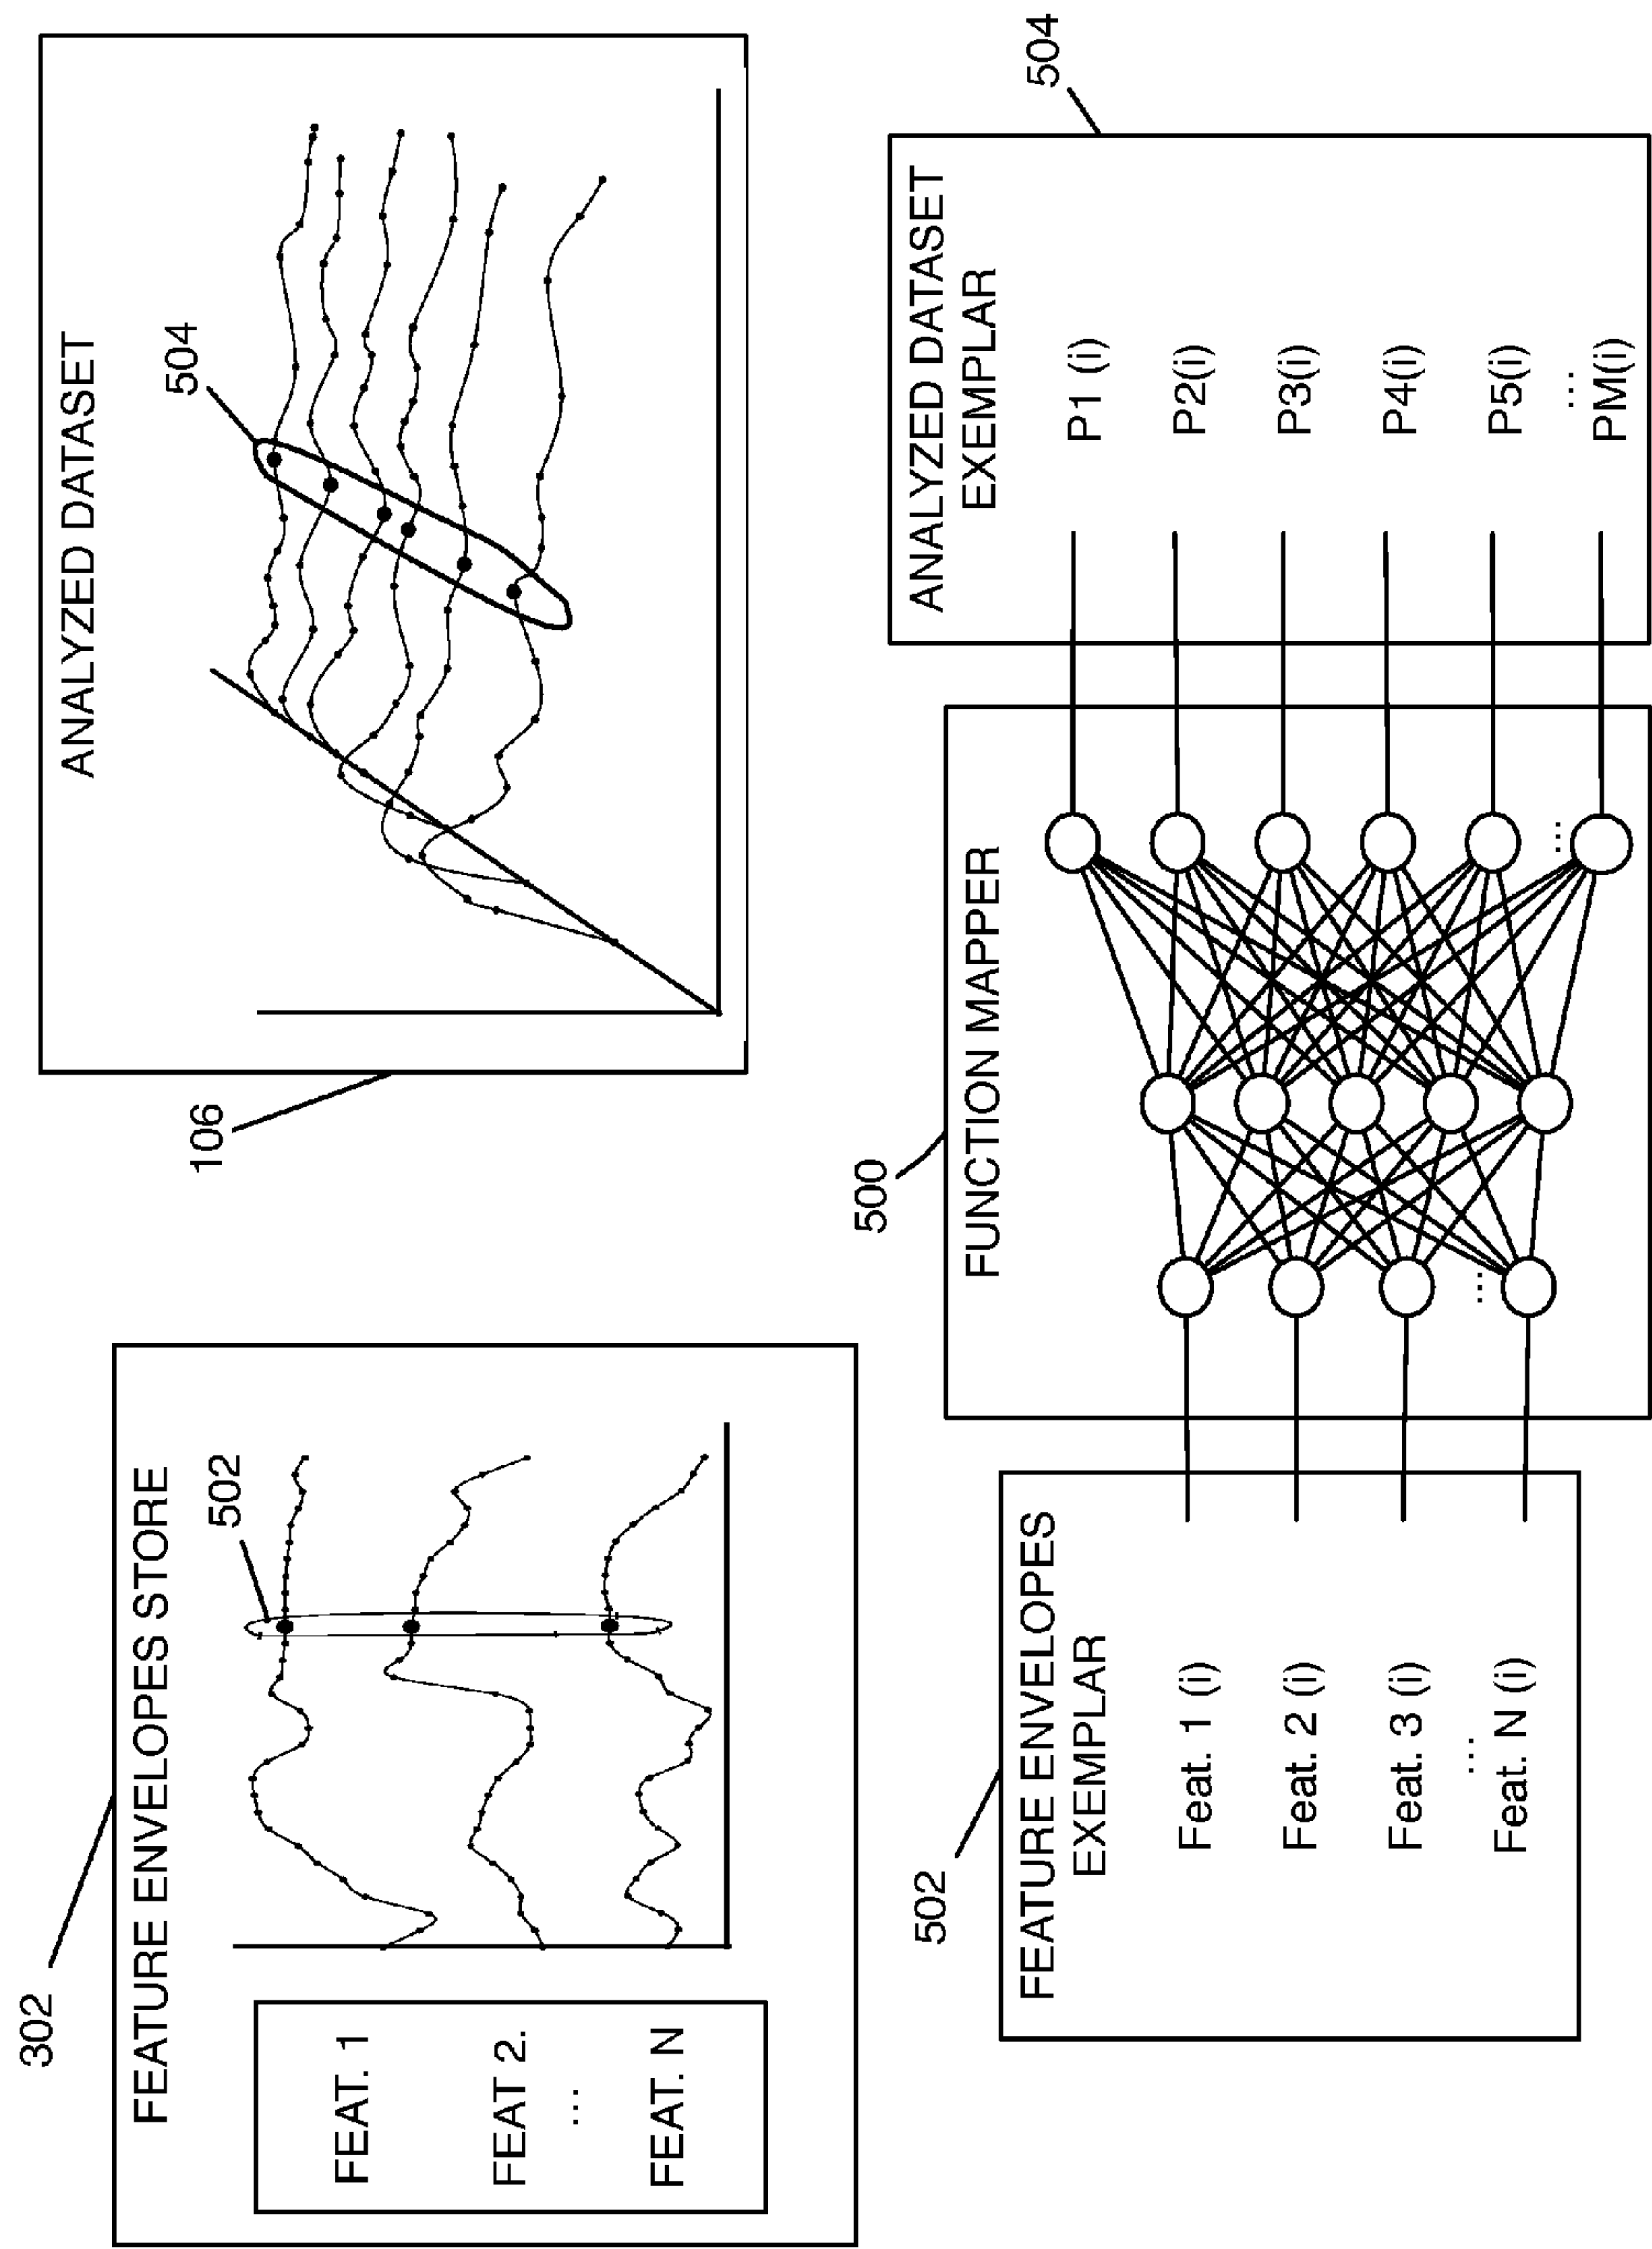 302
FEATURE ENVELOPES STORE
502
FEAT. 1
FEAT 2.
...
FEAT. N
106
ANALYZED DATASET
504
502
FEATURE ENVELOPES
EXEMPLAR
Feat. 1 (i)
Feat. 2 (i)
Feat. 3 (i)
...
Feat. N (i)
500
FUNCTION MAPPER
...
...
504
ANALYZED DATASET
EXEMPLAR
P1 (i)
P2(i)
P3(i)
P4(i)
P5(i)
...
PM(i)